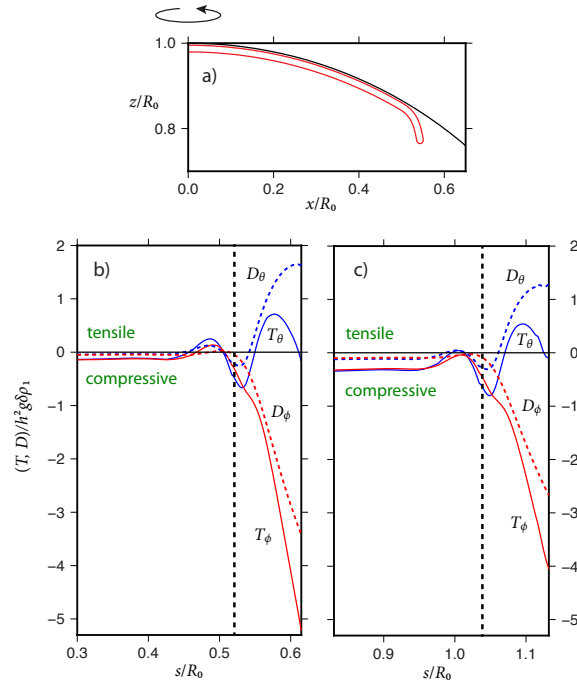 1.0
a)
z/R₀
0.8
0.0 0.2 0.4 0.6
x/R₀
2 2
b) c)
D_θ D_θ
1 1
tensile T_θ tensile T_θ
0 0
compressive compressive
−1 −1
D_ϕ D_ϕ
(T, D)/h²gδρ₁
−2 −2
−3 −3
T_ϕ T_ϕ
−4 −4
−5 −5
0.3 0.4 0.5 0.6 0.9 1.0 1.1
s/R₀ s/R₀